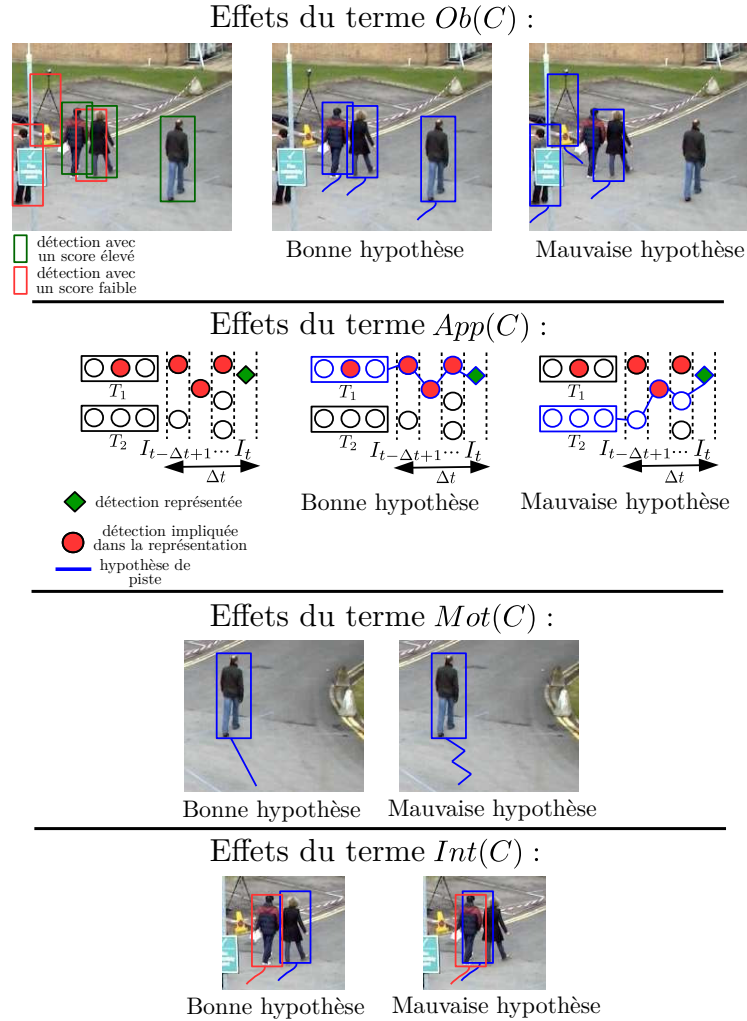 Effets du terme Ob(C) :
détection avec
un score élevé
détection avec
un score faible
Bonne hypothèse
Mauvaise hypothèse
Effets du terme App(C) :
T1
T2
It−Δt+1 ... It
Δt
T1
T2
It−Δt+1 ... It
Δt
T1
T2
It−Δt+1 ... It
Δt
Bonne hypothèse
Mauvaise hypothèse
détection représentée
détection impliquée
dans la représentation
hypothèse de
piste
Effets du terme Mot(C) :
Bonne hypothèse
Mauvaise hypothèse
Effets du terme Int(C) :
Bonne hypothèse
Mauvaise hypothèse